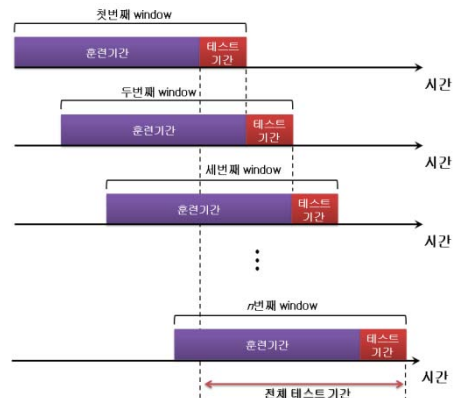 첫번째 window
훈련기간
테스트
기간
시간
두번째 window
훈련기간
테스트
기간
시간
세번째 window
훈련기간
테스트
기간
시간
n번째 window
훈련기간
테스트
기간
시간
전체 테스트 기간